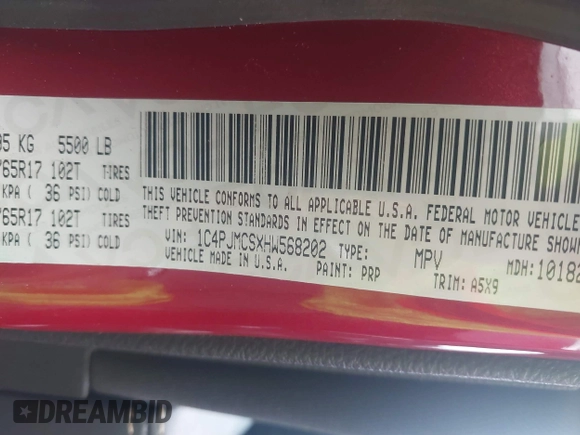 95 KG 5500 LB
/65R17 102T TIRES
KPA ( 36 PSI) COLD
/65R17 102T TIRES
KPA ( 36 PSI) COLD
THIS VEHICLE CONFORMS TO ALL APPLICABLE U.S.A. FEDERAL MOTOR VEHICLE
THEFT PREVENTION STANDARDS IN EFFECT ON THE DATE OF MANUFACTURE SHOWN
VIN: 1C4PJMCSXHW568202 TYPE: MPV MDH: 10182
VEHICLE MADE IN U.S.A. PAINT: PRP TRIM: A5X9
DREAMBID